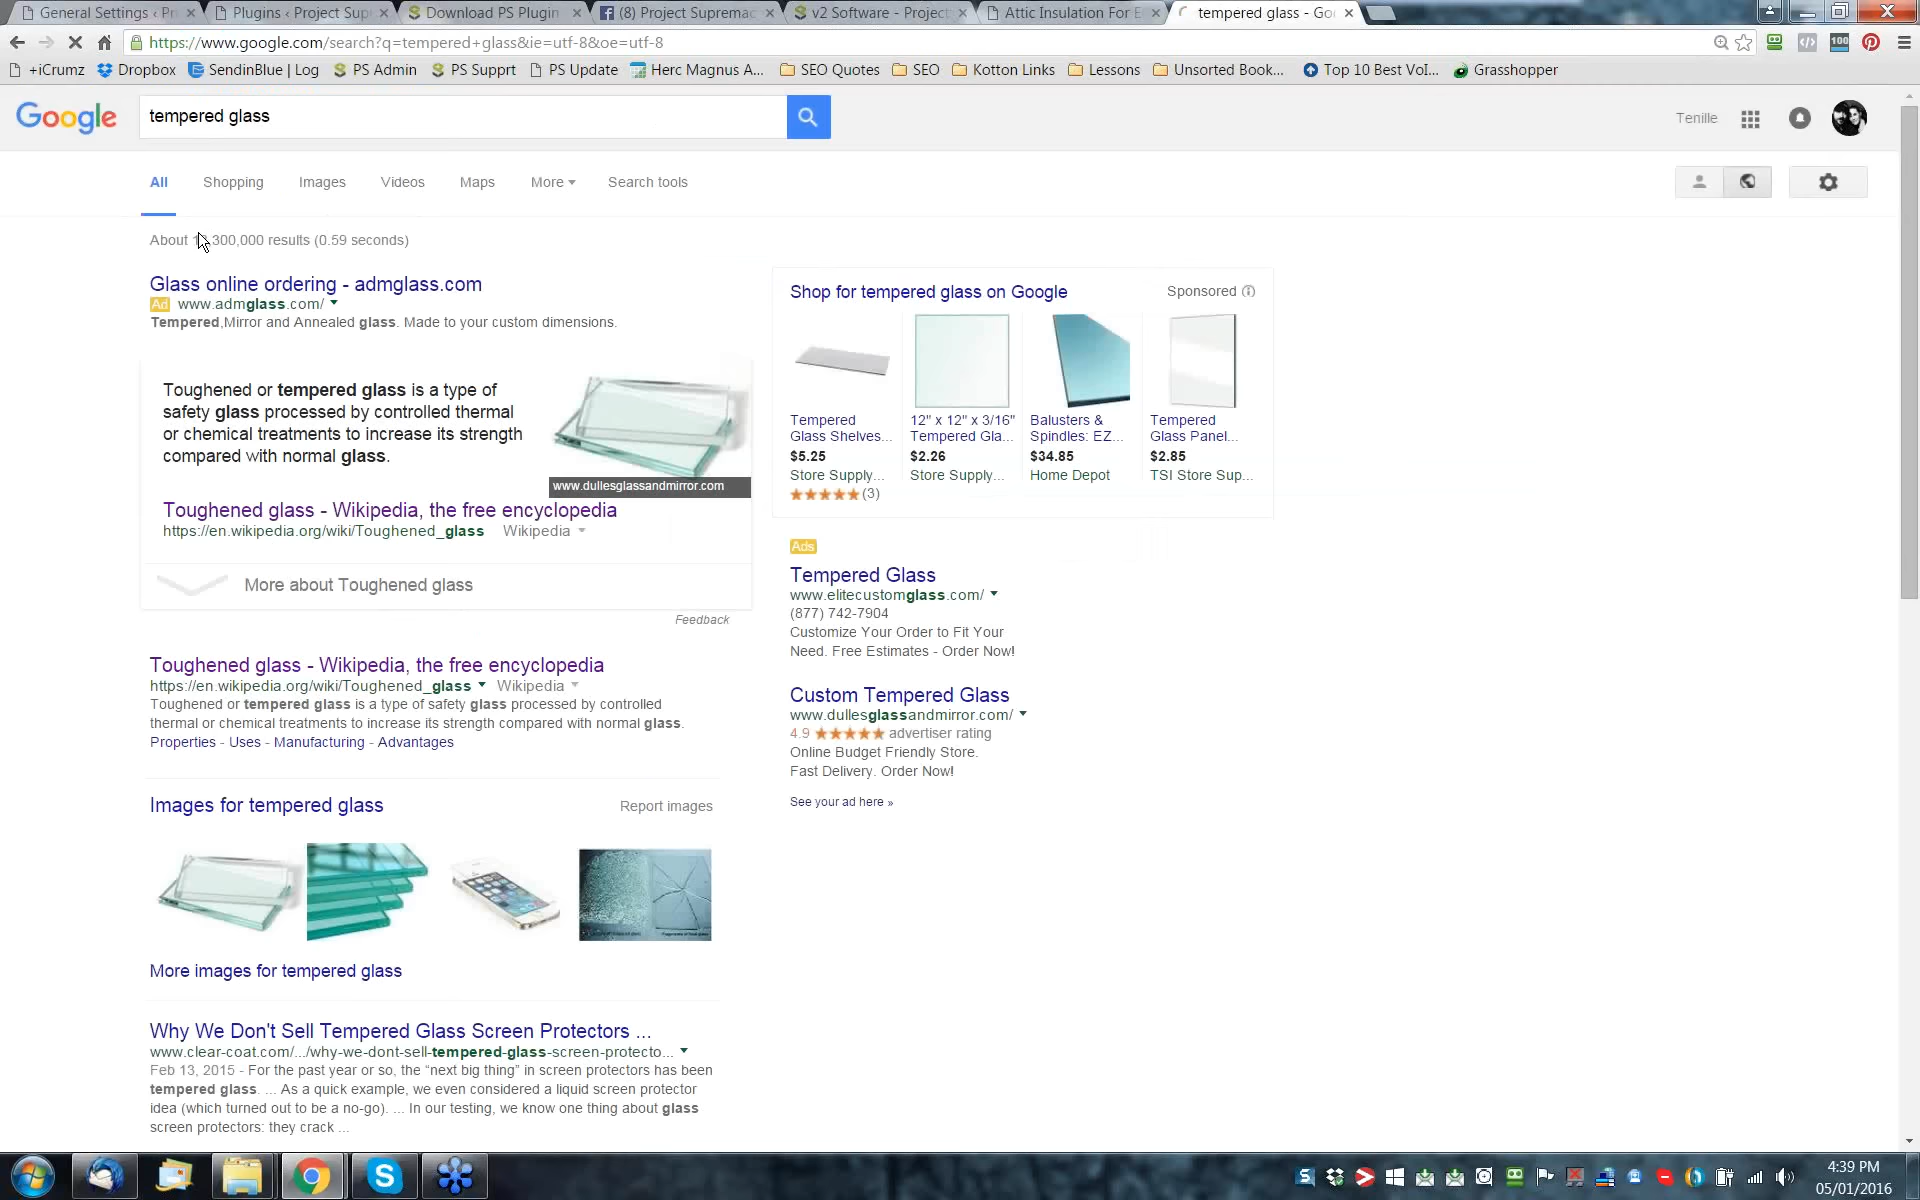 General Settings ‹ Pr
Plugins ‹ Project Sup
Download PS Plugin
(8) Project Supremac
v2 Software - Project
Attic Insulation For E
tempered glass - Go
https://www.google.com/search?q=tempered+glass&ie=utf-8&oe=utf-8
100
+iCrumz
Dropbox
SendinBlue | Log
PS Admin
PS Supprt
PS Update
Herc Magnus A...
SEO Quotes
SEO
Kotton Links
Lessons
Unsorted Book...
Top 10 Best VoI...
Grasshopper
Google
tempered glass
Tenille
All
Shopping
Images
Videos
Maps
More
Search tools
About ,300,000 results (0.59 seconds)
Glass online ordering - admglass.com
Ad www.admglass.com/
Tempered,Mirror and Annealed glass. Made to your custom dimensions.
Toughened or tempered glass is a type of
safety glass processed by controlled thermal
or chemical treatments to increase its strength
compared with normal glass.
www.dullesglassandmirror.com
Toughened glass - Wikipedia, the free encyclopedia
https://en.wikipedia.org/wiki/Toughened_glass Wikipedia
More about Toughened glass
Feedback
Toughened glass - Wikipedia, the free encyclopedia
https://en.wikipedia.org/wiki/Toughened_glass Wikipedia
Toughened or tempered glass is a type of safety glass processed by controlled
thermal or chemical treatments to increase its strength compared with normal glass.
Properties - Uses - Manufacturing - Advantages
Images for tempered glass
Report images
More images for tempered glass
Why We Don't Sell Tempered Glass Screen Protectors ...
www.clear-coat.com/.../why-we-dont-sell-tempered-glass-screen-protecto...
Feb 13, 2015 - For the past year or so, the “next big thing” in screen protectors has been
tempered glass. ... As a quick example, we even considered a liquid screen protector
idea (which turned out to be a no-go). ... In our testing, we know one thing about glass
screen protectors: they crack ...
Shop for tempered glass on Google
Sponsored
Tempered
Glass Shelves...
$5.25
Store Supply...
(3)
12" x 12" x 3/16"
Tempered Gla...
$2.26
Store Supply...
Balusters &
Spindles: EZ...
$34.85
Home Depot
Tempered
Glass Panel...
$2.85
TSI Store Sup...
Ads
Tempered Glass
www.elitecustomglass.com/
(877) 742-7904
Customize Your Order to Fit Your
Need. Free Estimates - Order Now!
Custom Tempered Glass
www.dullesglassandmirror.com/
4.9 advertiser rating
Online Budget Friendly Store.
Fast Delivery. Order Now!
See your ad here »
4:39 PM
05/01/2016